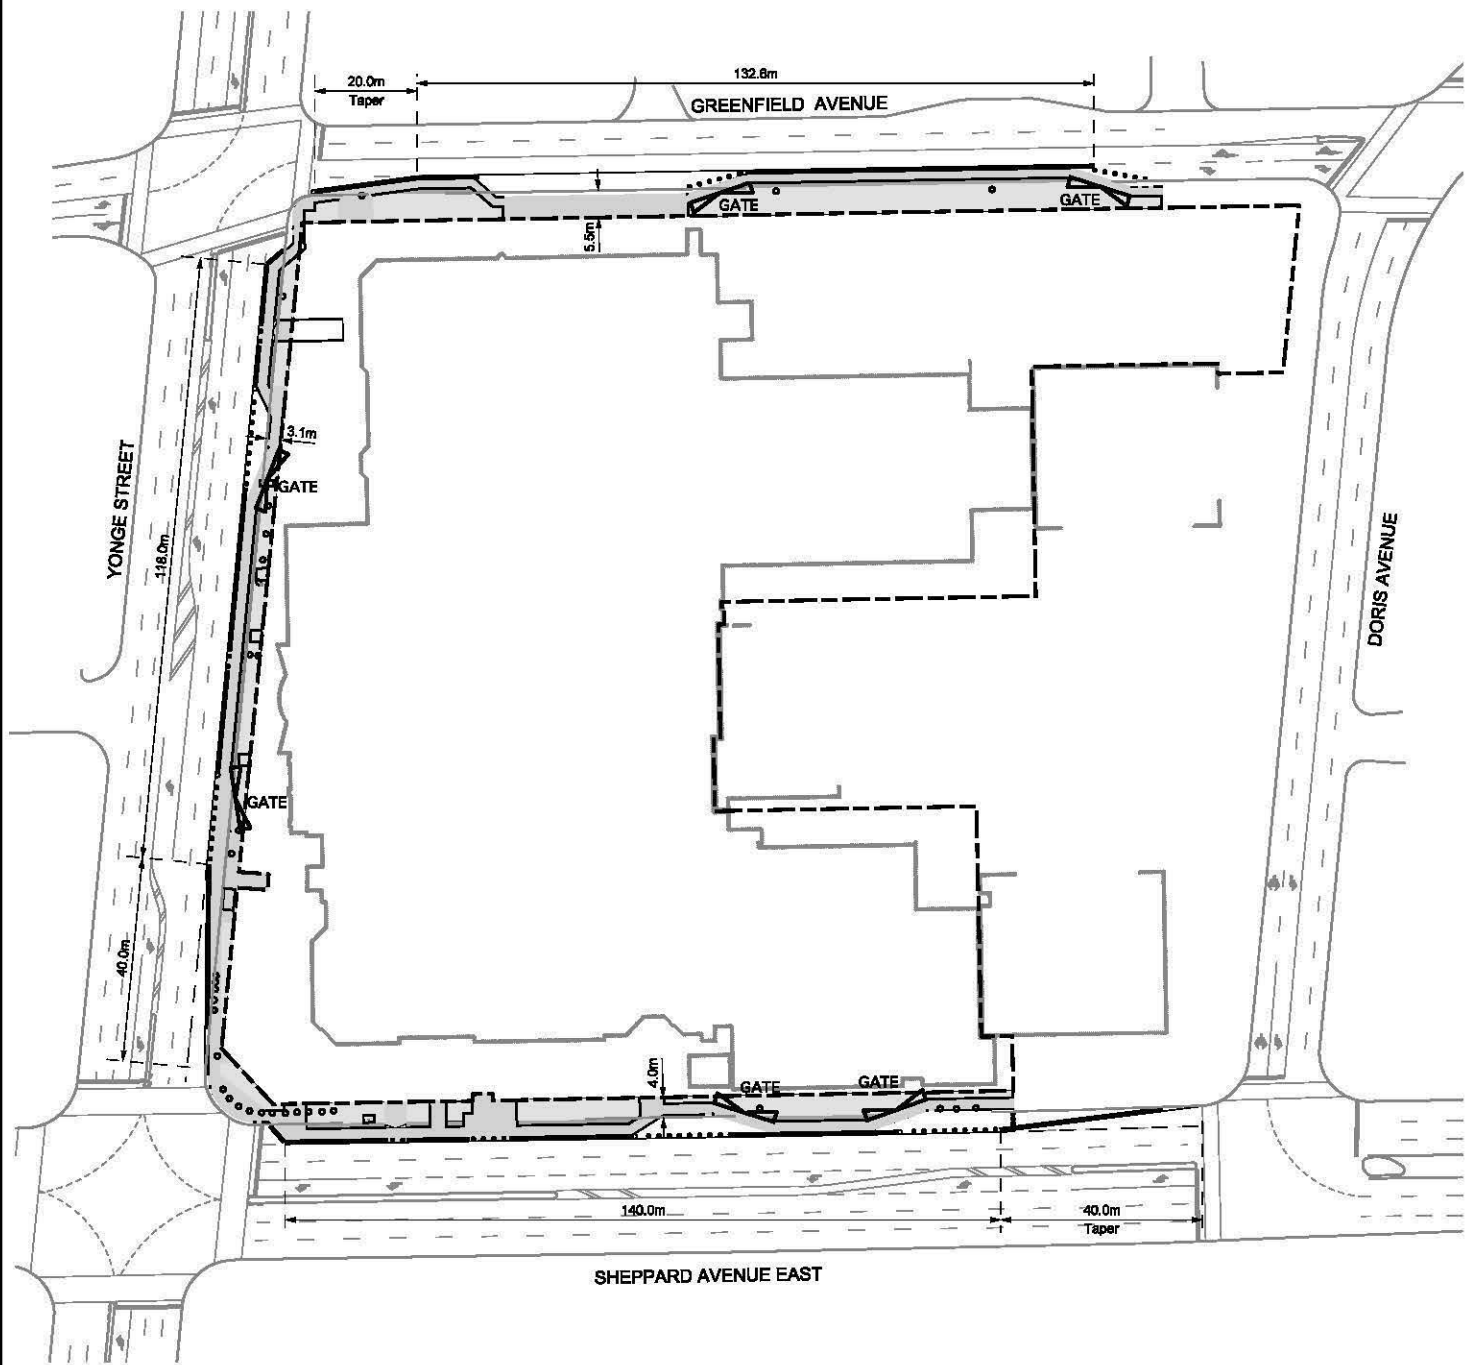 132.6m
20.0m
Taper
GREENFIELD AVENUE
GATE
GATE
5.5m
3.1m
GATE
YONGE STREET
118.0m
DORIS AVENUE
GATE
40.0m
4.0m
GATE
GATE
140.0m
40.0m
Taper
SHEPPARD AVENUE EAST